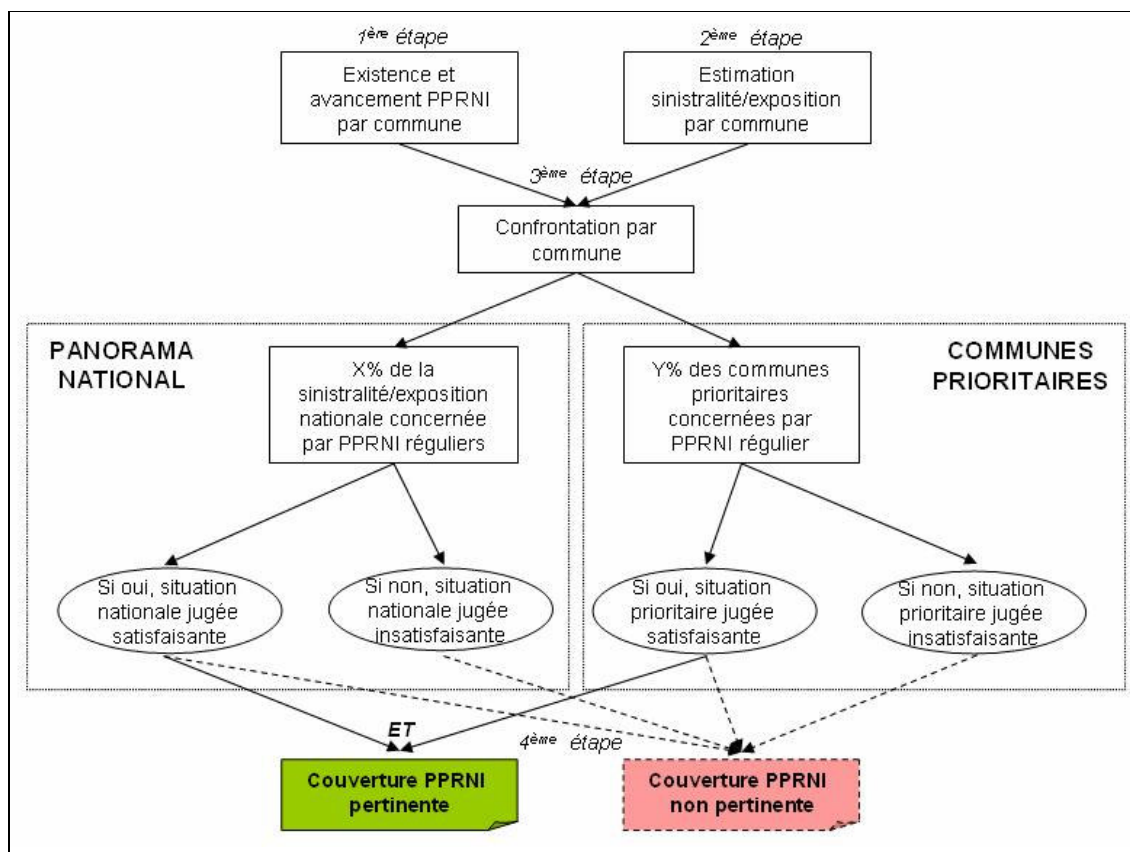 1ère étape
2ème étape
Existence et
avancement PPRNI
par commune
Estimation
sinistralité/exposition
par commune
3ème étape
Confrontation par
commune
PANORAMA
NATIONAL
X% de la
sinistralité/exposition
nationale concernée
par PPRNI réguliers
Y% des communes
prioritaires
concernées par
PPRNI régulier
COMMUNES
PRIORITAIRES
Si oui, situation
nationale jugée
satisfaisante
Si non, situation
nationale jugée
insatisfaisante
Si oui, situation
prioritaire jugée
satisfaisante
Si non, situation
prioritaire jugée
insatisfaisante
ET
4ème étape
Couverture PPRNI
pertinente
Couverture PPRNI
non pertinente